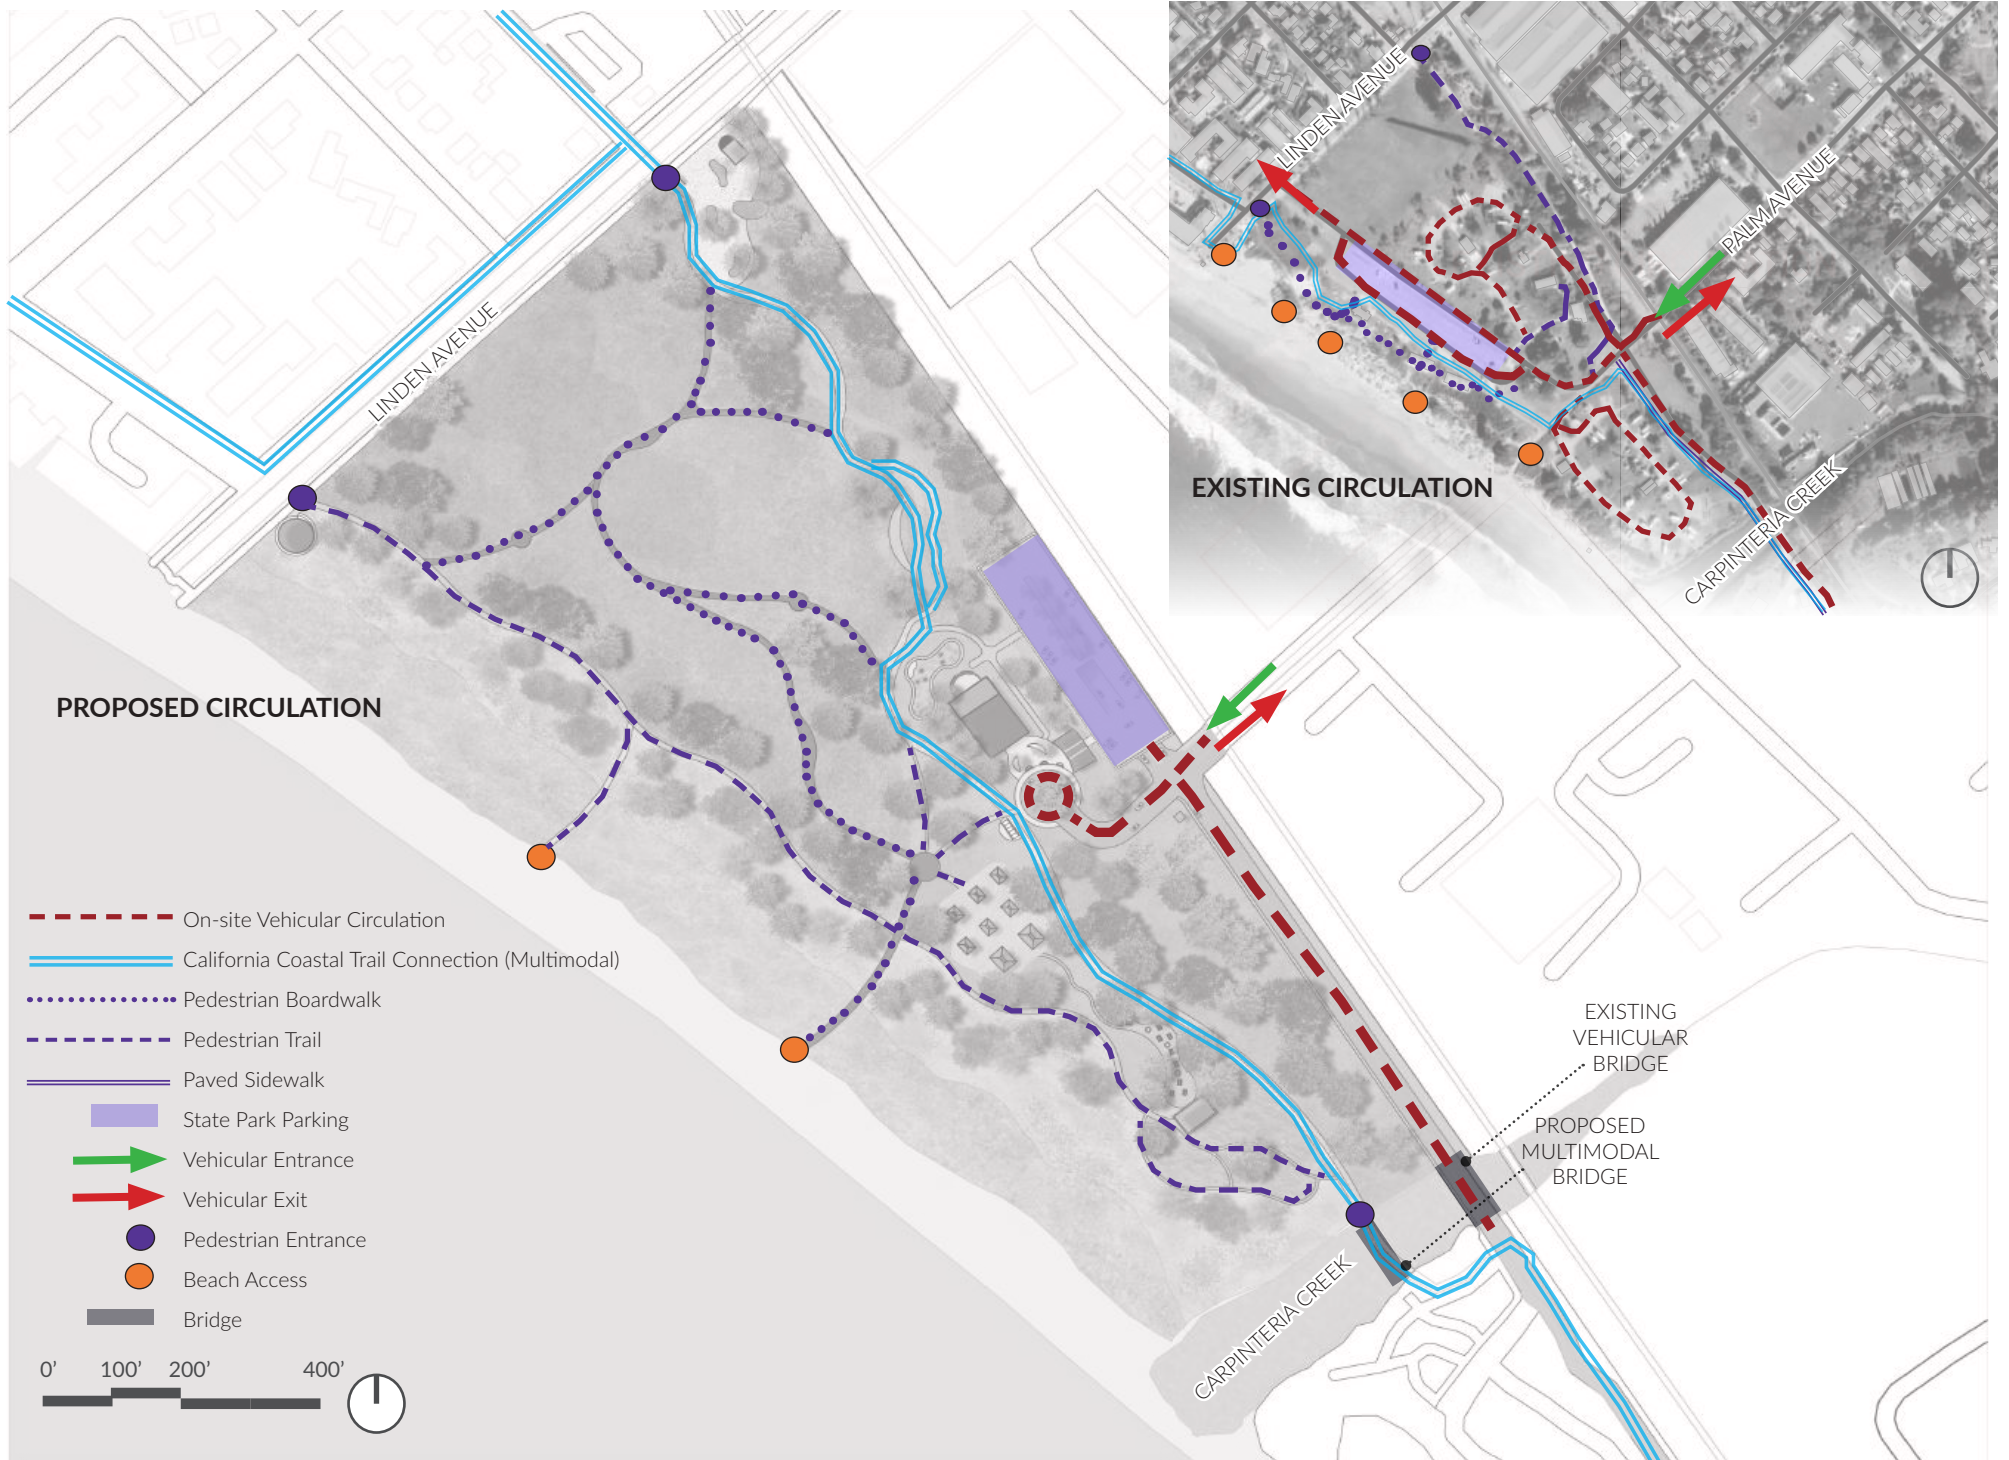 LINDEN AVENUE
PALM AVENUE
EXISTING CIRCULATION
CARPINTERIA CREEK
LINDEN AVENUE
PROPOSED CIRCULATION
On-site Vehicular Circulation
California Coastal Trail Connection (Multimodal)
Pedestrian Boardwalk
Pedestrian Trail
Paved Sidewalk
State Park Parking
Vehicular Entrance
Vehicular Exit
Pedestrian Entrance
Beach Access
Bridge
0' 100' 200' 400'
EXISTING
VEHICULAR
BRIDGE
PROPOSED
MULTIMODAL
BRIDGE
CARPINTERIA CREEK